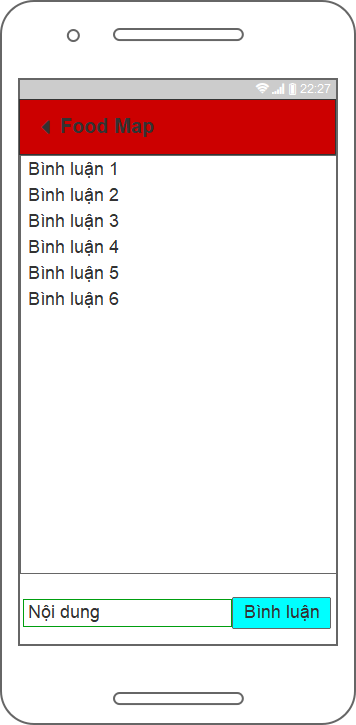 22:27
Food Map
Bình luận 1
Bình luận 2
Bình luận 3
Bình luận 4
Bình luận 5
Bình luận 6
Nội dung Bình luận